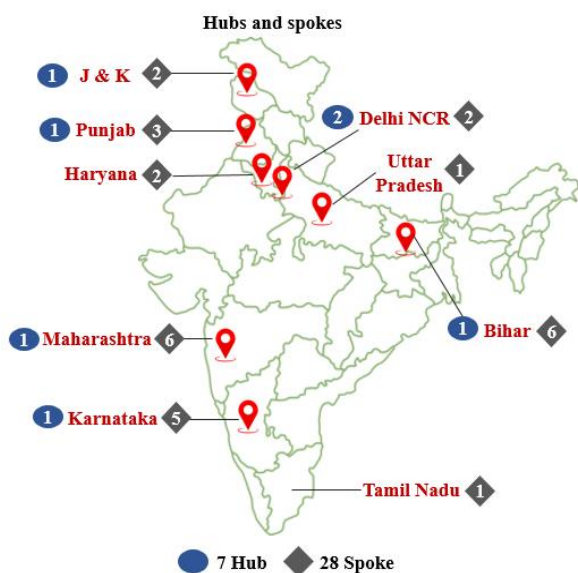 Hubs and spokes
1 J & K 2
1 Punjab 3
2 Delhi NCR 2
Haryana 2
Uttar
Pradesh 1
1 Maharashtra 6
1 Bihar 6
1 Karnataka 5
Tamil Nadu 1
7 Hub 28 Spoke